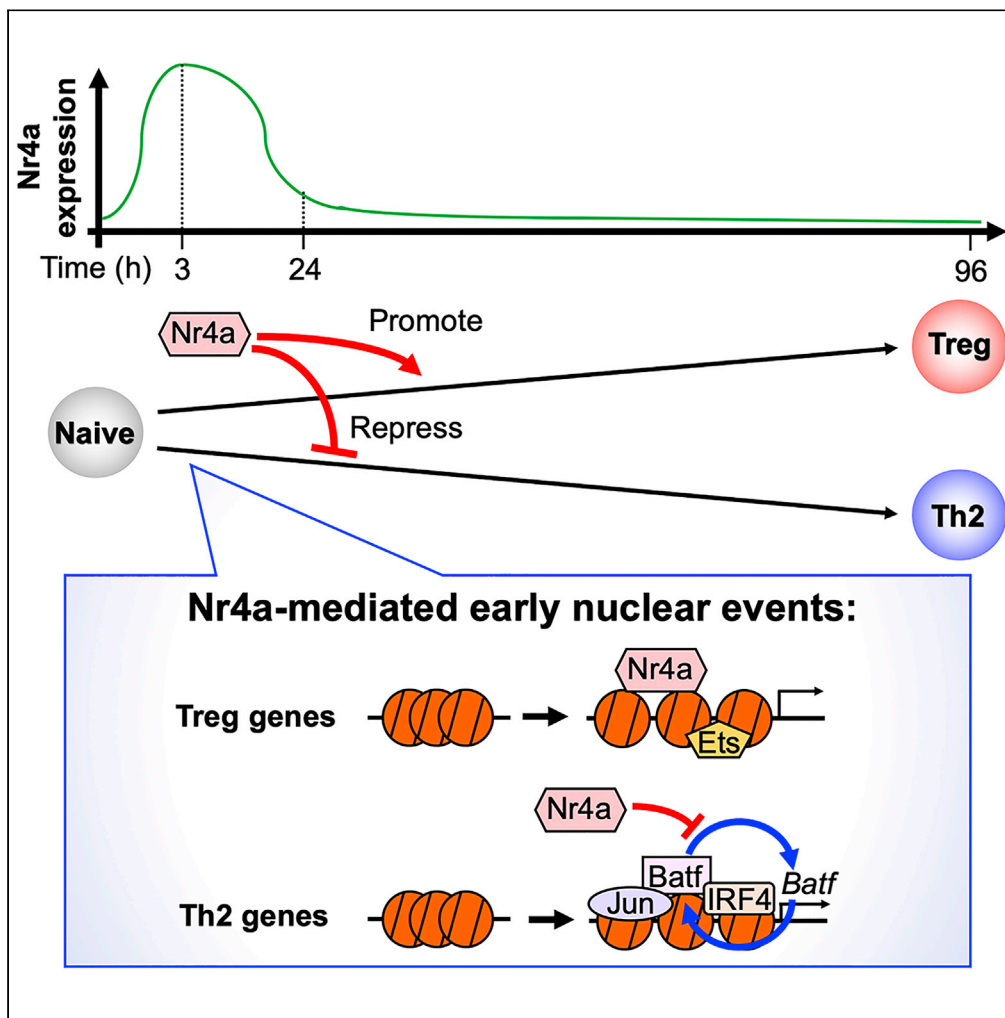 Nr4a
expression
Time (h)
3
24
96
Nr4a
Promote
Treg
Naive
Repress
Th2
Nr4a-mediated early nuclear events:
Nr4a
Treg genes
Ets
Nr4a
Batf
Batf
Jun
IRF4
Th2 genes